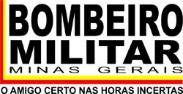 BOMBEIRO
MILITAR
MINAS GERAIS
O AMIGO CERTO NAS HORAS INCERTAS